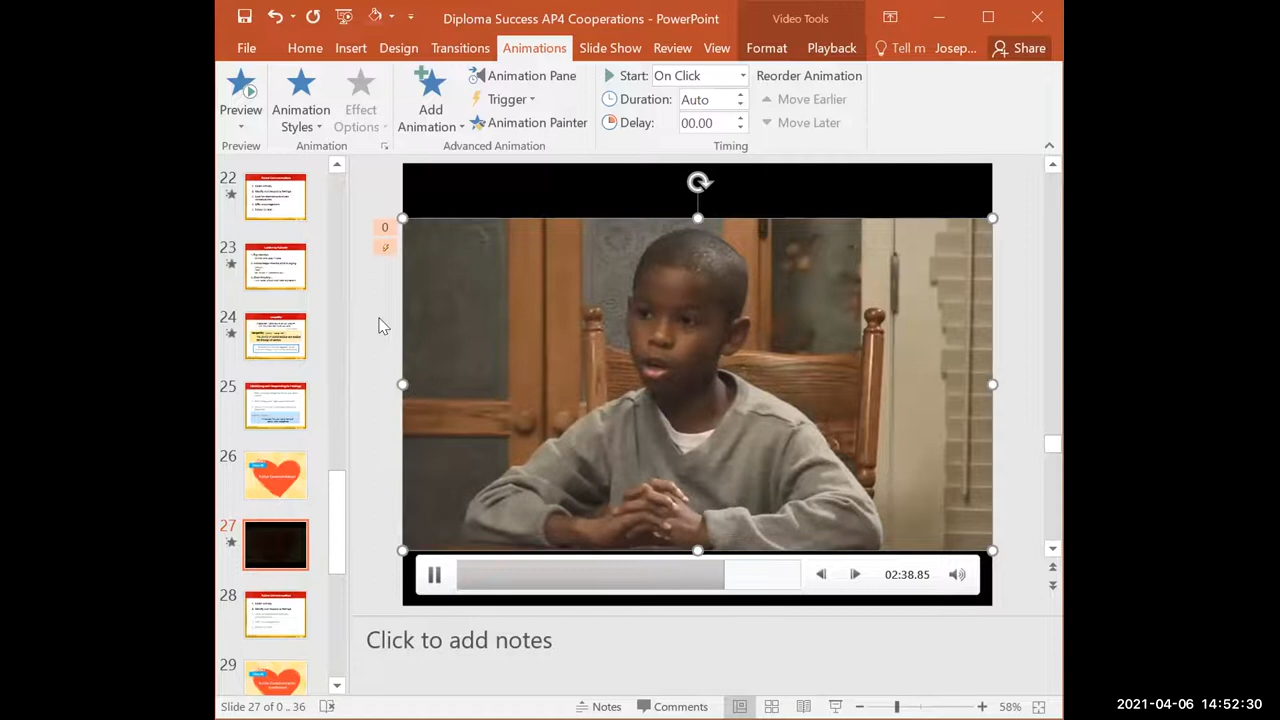 Diploma Success AP4 Cooperations - PowerPoint
Video Tools
File Home Insert Design Transitions Animations Slide Show Review View Format Playback Tell m Josep... Share
Preview
Animation Styles
Effect Options
Add Animation
Animation Pane
Trigger
Animation Painter
Start: On Click
Duration: Auto
Delay: 00.00
Reorder Animation
Move Earlier
Move Later
Preview Animation Advanced Animation Timing
22
23
24
25
26
27
28
29
0
02:38.85
Click to add notes
Slide 27 of 0 .. 36 Notes Comments 58%
2021-04-06 14:52:30